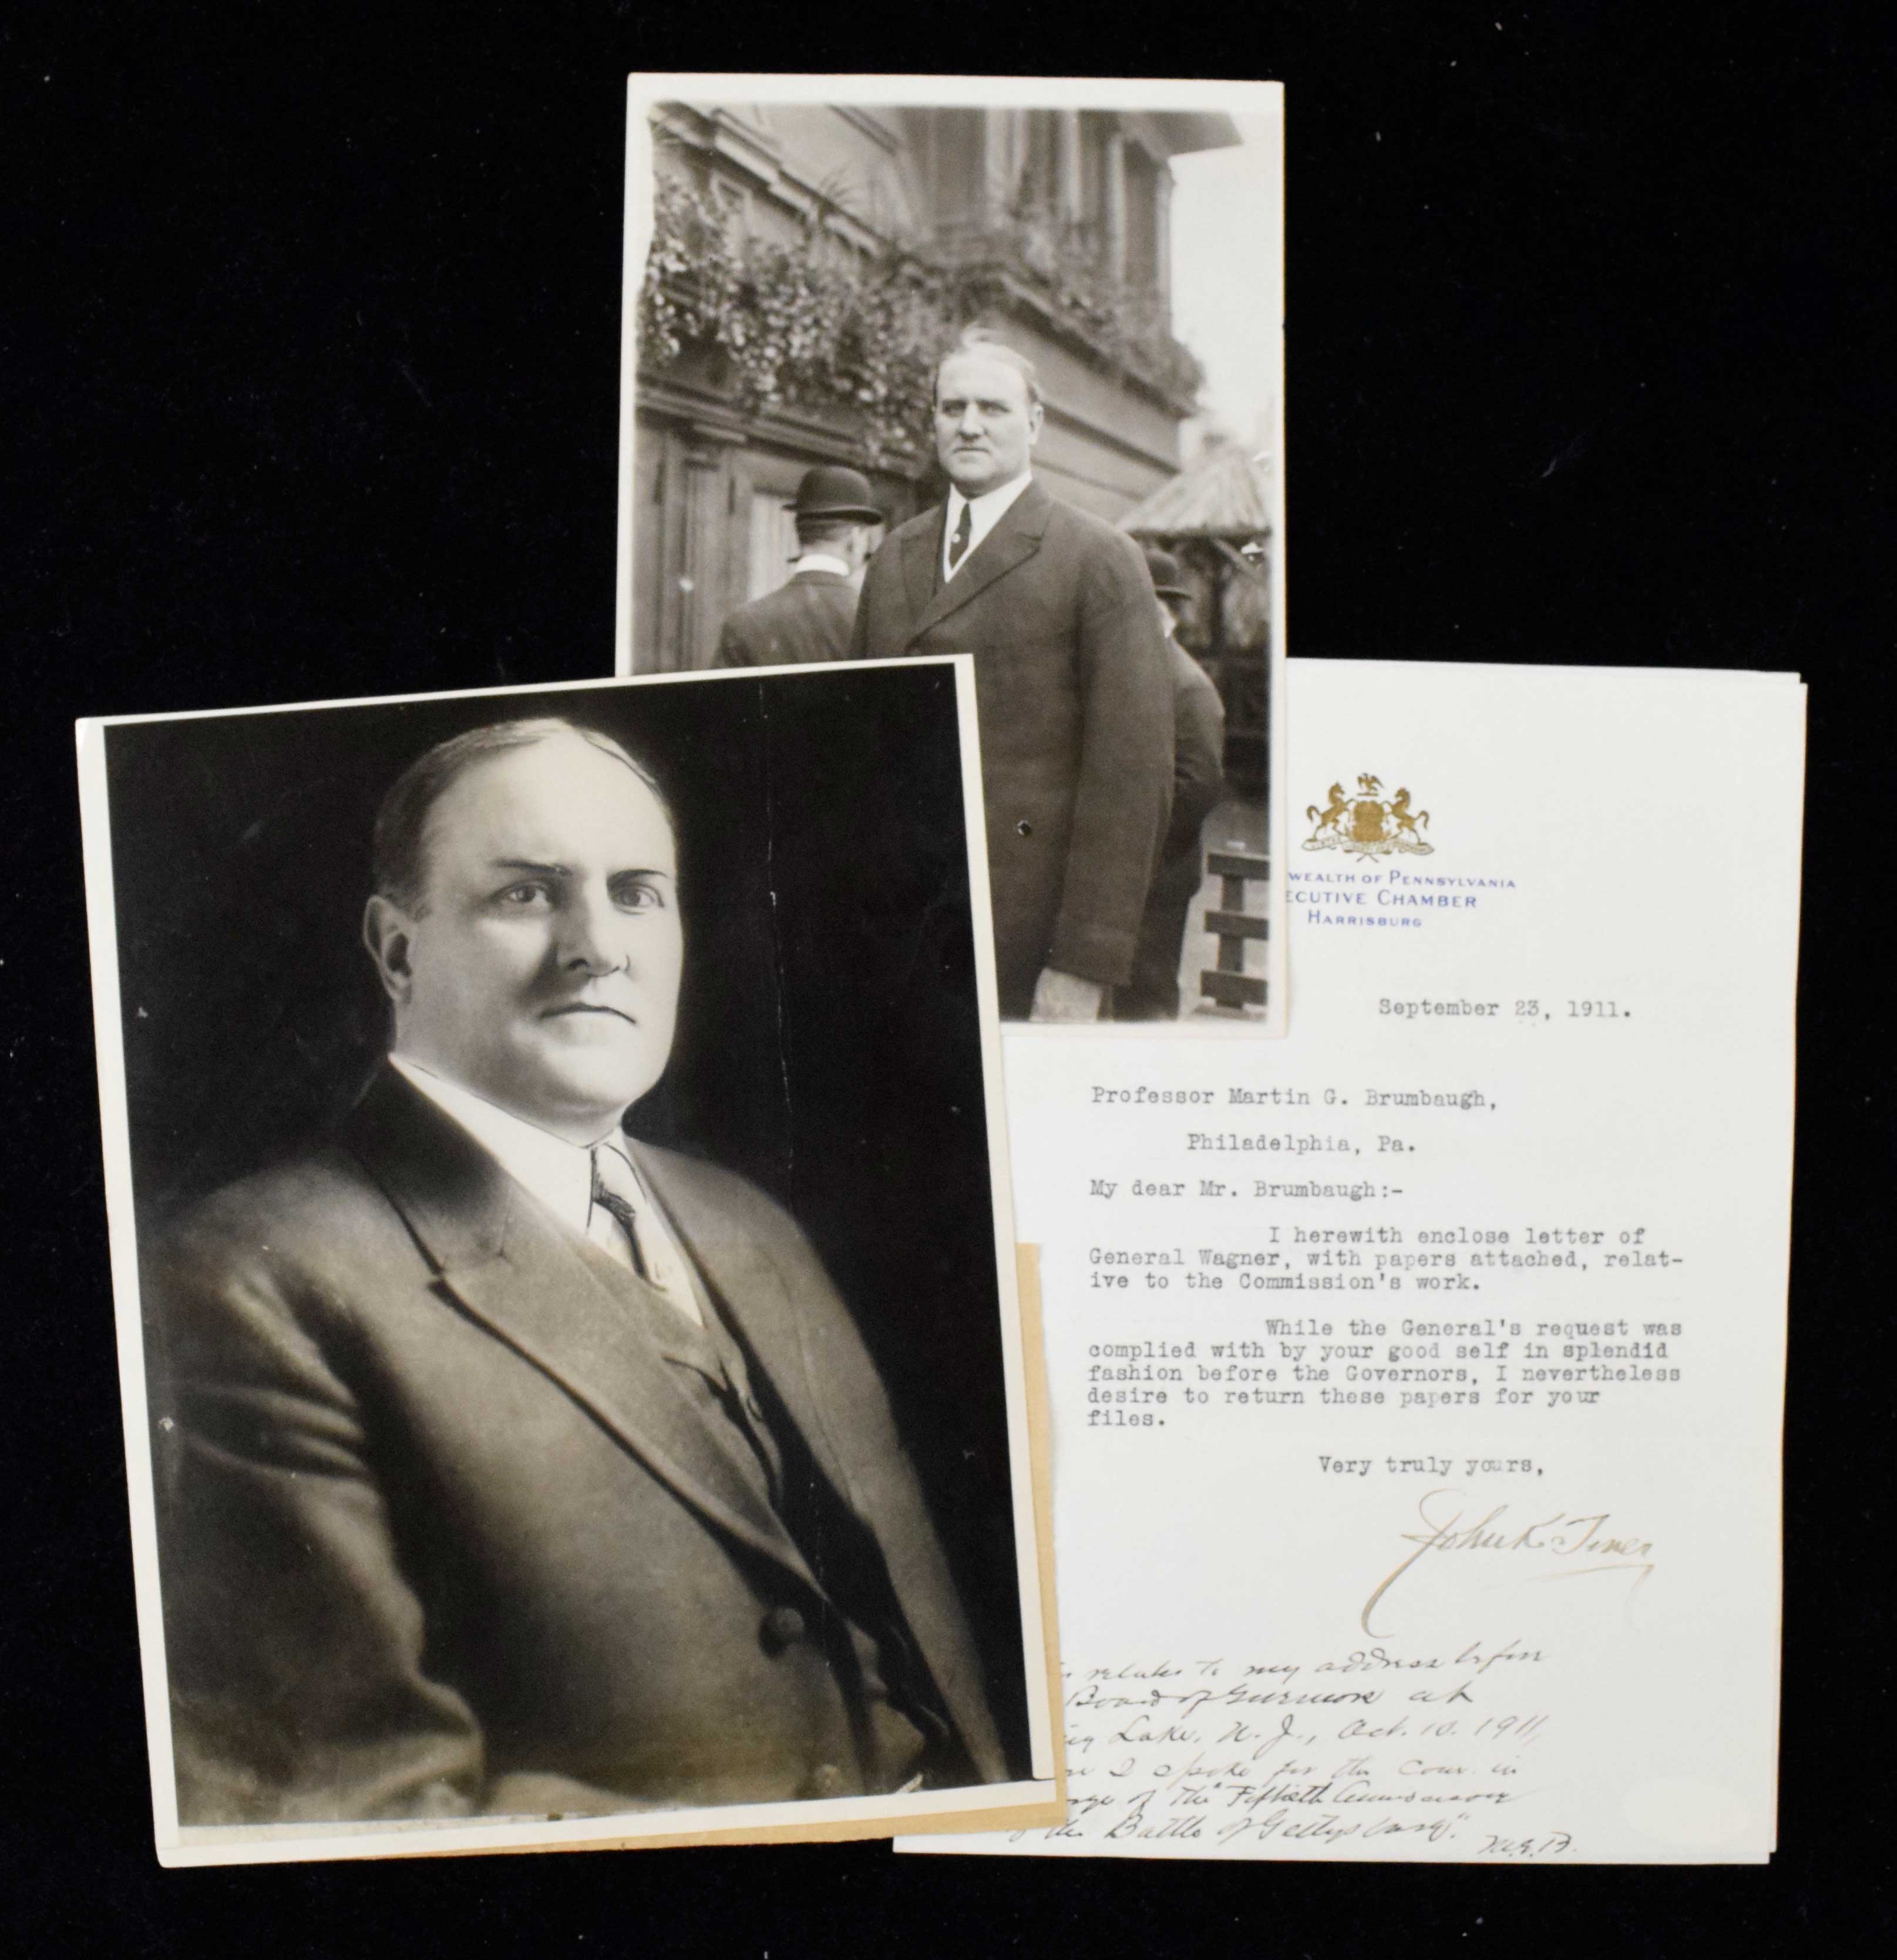 WEALTH OF PENNSYLVANIA
ECUTIVE CHAMBER
HARRISBURG
September 23, 1911.
Professor Martin G. Brumbaugh,
Philadelphia, Pa.
My dear Mr. Brumbaugh:-
I herewith enclose letter of
General Wagner, with papers attached, relat-
ive to the Commission's work.
While the General's request was
complied with by your good self in splendid
fashion before the Governors, I nevertheless
desire to return these papers for your
files.
Very truly yours,
John K. Tener
relates to my address before
Board of Governors at
Lake, N. J., Oct. 10. 1911,
I spoke for the Com. in
of the "Fiftieth Anniversary
the Battle of Gettysburg".
M.G.B.